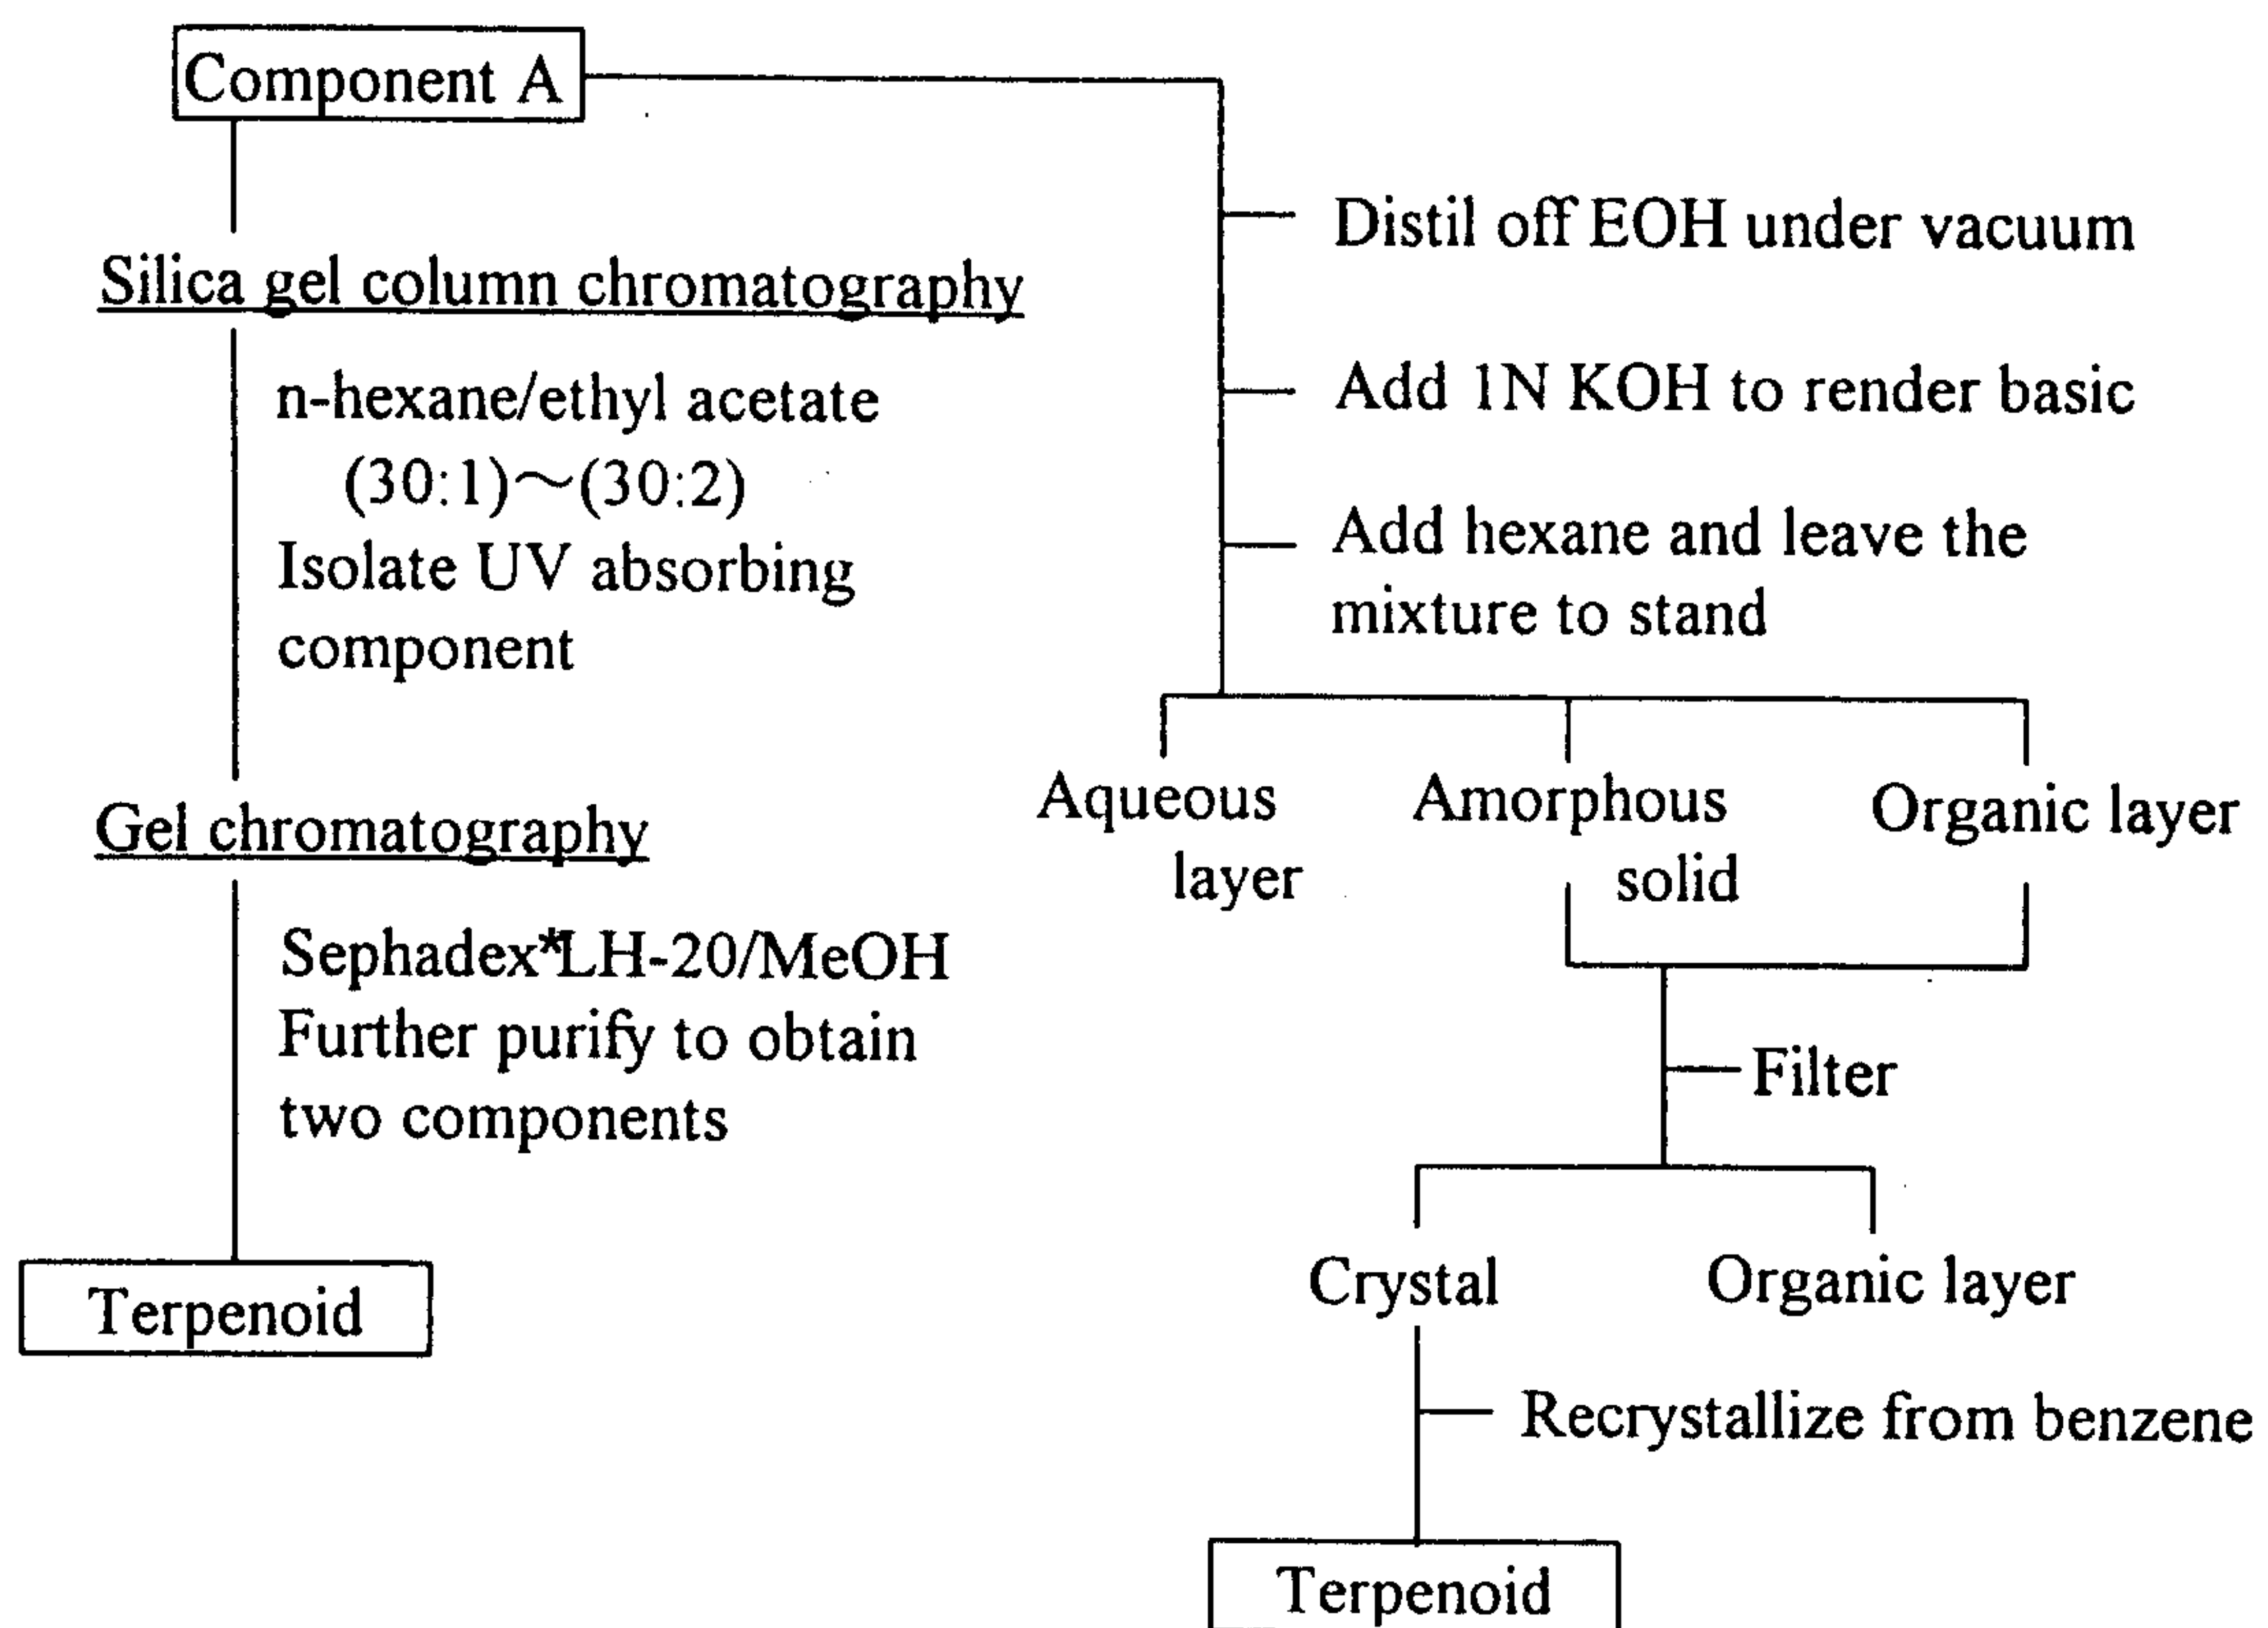 Component A
Silica gel column chromatography
n-hexane/ethyl acetate
(30:1)～(30:2)
Isolate UV absorbing
component
Gel chromatography
Sephadex*LH-20/MeOH
Further purify to obtain
two components
Terpenoid
Distil off EOH under vacuum
Add 1N KOH to render basic
Add hexane and leave the
mixture to stand
Aqueous
layer
Amorphous
solid
Organic layer
Filter
Crystal
Organic layer
Recrystallize from benzene
Terpenoid